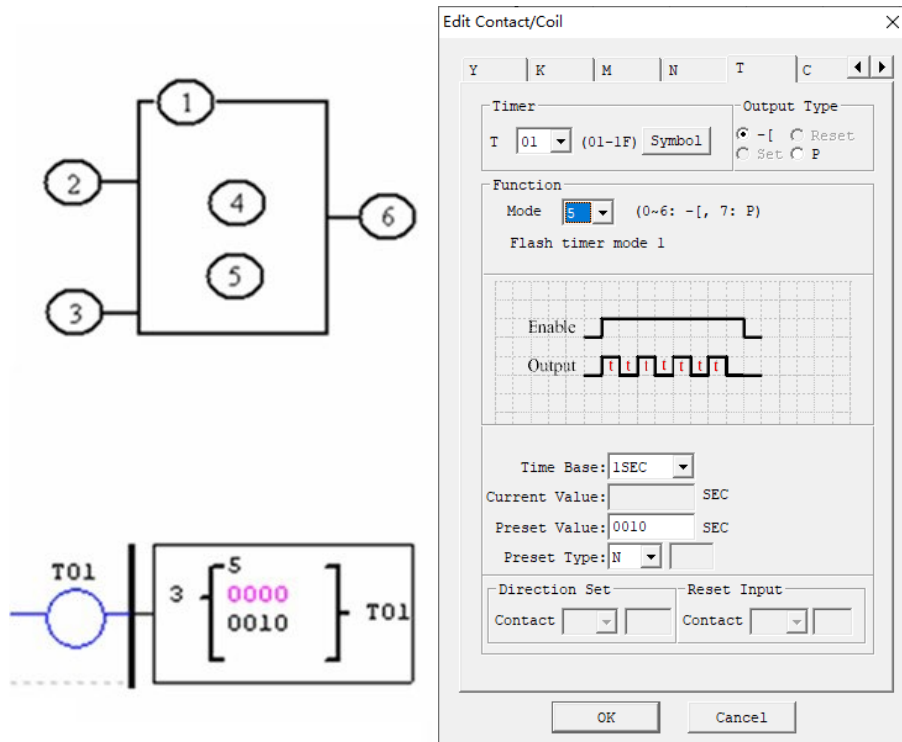 1
2
3
4
5
6
T01
3
5
0000
0010
T01
Edit Contact/Coil
Y K M N T C
Timer
T 01 (01-1F) Symbol
Output Type
-[ Reset
Set P
Function
Mode 5 (0~6: -[, 7: P)
Flash timer mode 1
Enable
Output t t t t t t t
Time Base: 1SEC
Current Value: SEC
Preset Value: 0010 SEC
Preset Type: N
Direction Set
Contact
Reset Input
Contact
OK Cancel